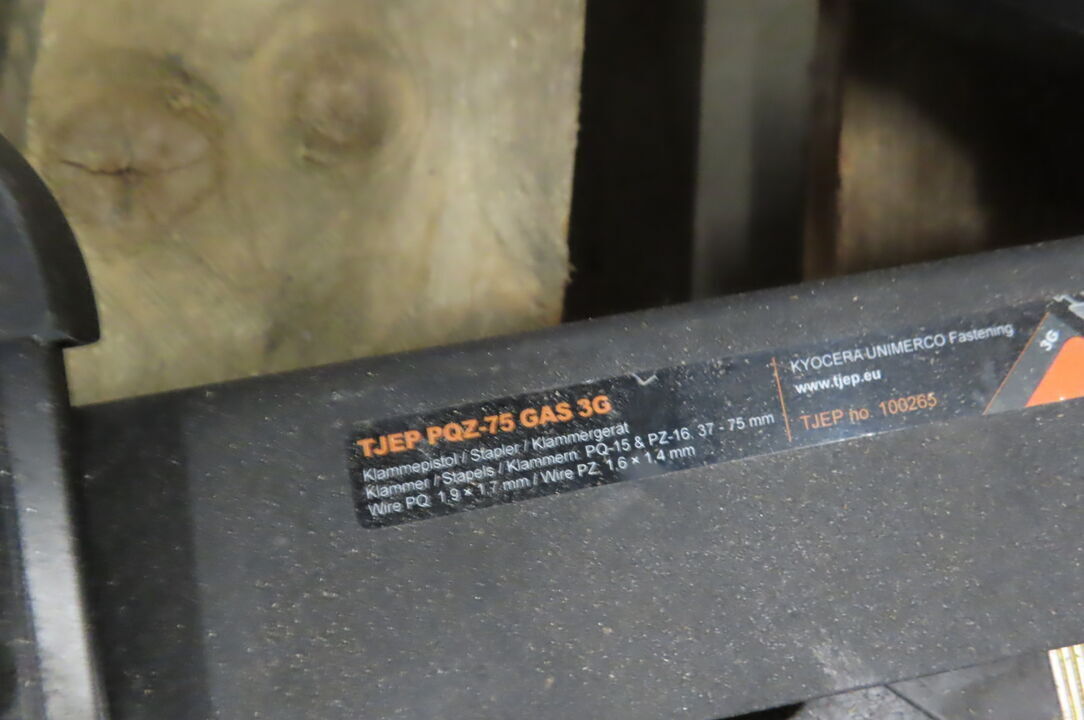 TJEP PQZ-75 GAS 3G
Klammepistol / Stapler / Klammergerät
Klammer / Stapels / Klammern: PQ-15 & PZ-16. 37 - 75 mm
Wire PQ: 1.9 × 1.7 mm / Wire PZ: 1.6 × 1.4 mm
KYOCERA UNIMERCO Fastening
www.tjep.eu
TJEP no. 100265
3G